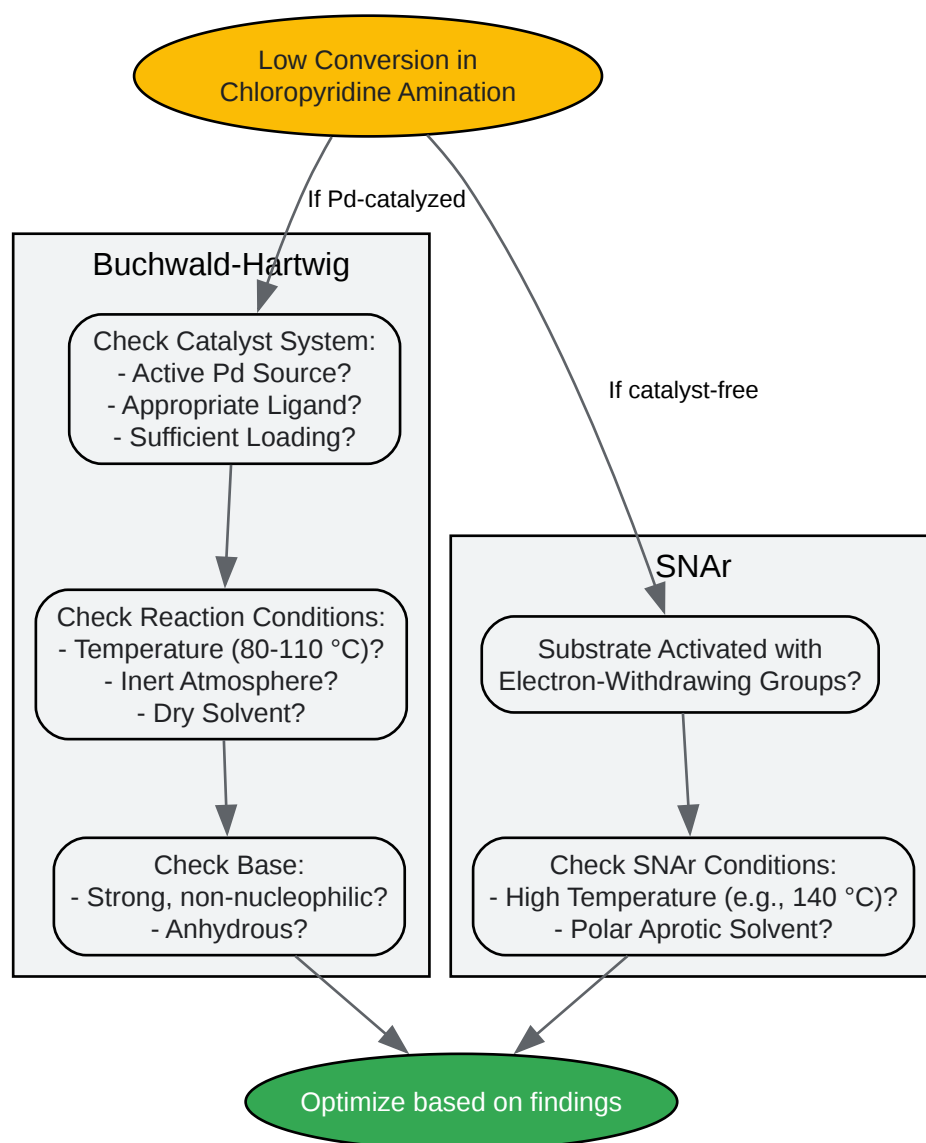 Low Conversion in
Chloropyridine Amination
If Pd-catalyzed
Buchwald-Hartwig
Check Catalyst System:
- Active Pd Source?
- Appropriate Ligand?
- Sufficient Loading?
Check Reaction Conditions:
- Temperature (80-110 °C)?
- Inert Atmosphere?
- Dry Solvent?
Check Base:
- Strong, non-nucleophilic?
- Anhydrous?
If catalyst-free
SNAr
Substrate Activated with
Electron-Withdrawing Groups?
Check SNAr Conditions:
- High Temperature (e.g., 140 °C)?
- Polar Aprotic Solvent?
Optimize based on findings